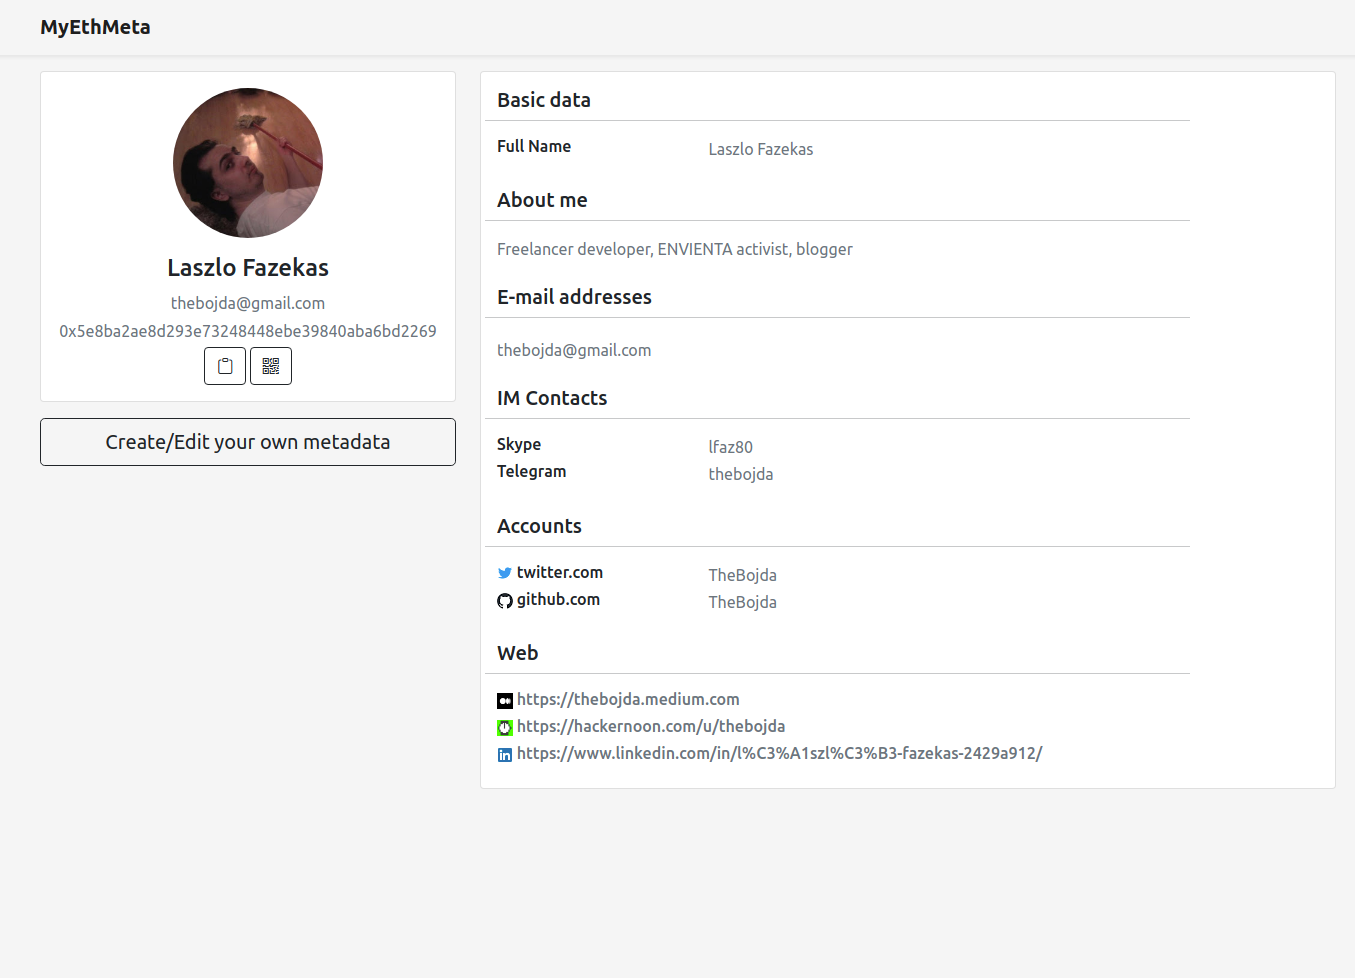 MyEthMeta
Laszlo Fazekas
thebojda@gmail.com
0x5e8ba2ae8d293e73248448ebe39840aba6bd2269
Create/Edit your own metadata
Basic data
Full Name Laszlo Fazekas
About me
Freelancer developer, ENVIENTA activist, blogger
E-mail addresses
thebojda@gmail.com
IM Contacts
Skype lfaz80
Telegram thebojda
Accounts
twitter.com TheBojda
github.com TheBojda
Web
https://thebojda.medium.com
https://hackernoon.com/u/thebojda
https://www.linkedin.com/in/l%C3%A1szl%C3%B3-fazekas-2429a912/